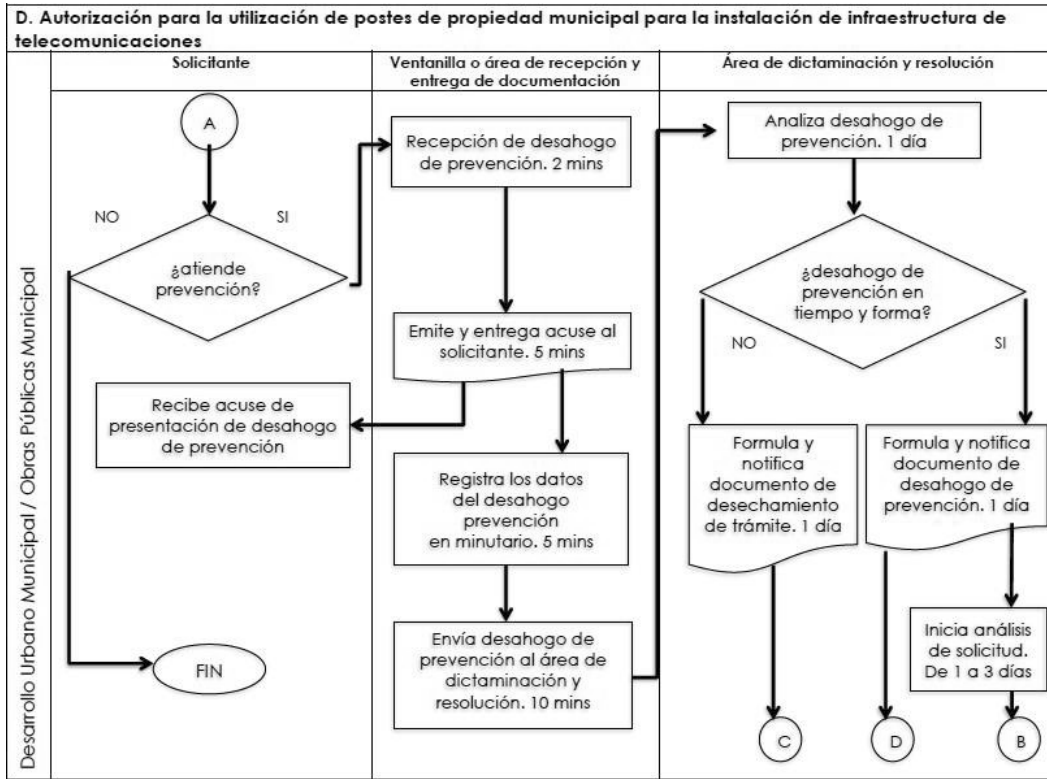 D. Autorización para la utilización de postes de propiedad municipal para la instalación de infraestructura de
telecomunicaciones
Desarrollo Urbano Municipal / Obras Públicas Municipal
Solicitante
A
NO
SI
¿atiende
prevención?
Recibe acuse de
presentación de desahogo
de prevención
FIN
Ventanilla o área de recepción y
entrega de documentación
Recepción de desahogo
de prevención. 2 mins
Emite y entrega acuse al
solicitante. 5 mins
Registra los datos
del desahogo
prevención
en minutario. 5 mins
Envía desahogo de
prevención al área de
dictaminación y
resolución. 10 mins
Área de dictaminación y resolución
Analiza desahogo de
prevención. 1 día
¿desahogo de
prevención en
tiempo y forma?
NO
SI
Formula y
notifica
documento de
desechamiento
de trámite. 1 día
Formula y notifica
documento de
desahogo de
prevención. 1 día
Inicia análisis
de solicitud.
De 1 a 3 días
C
D
B